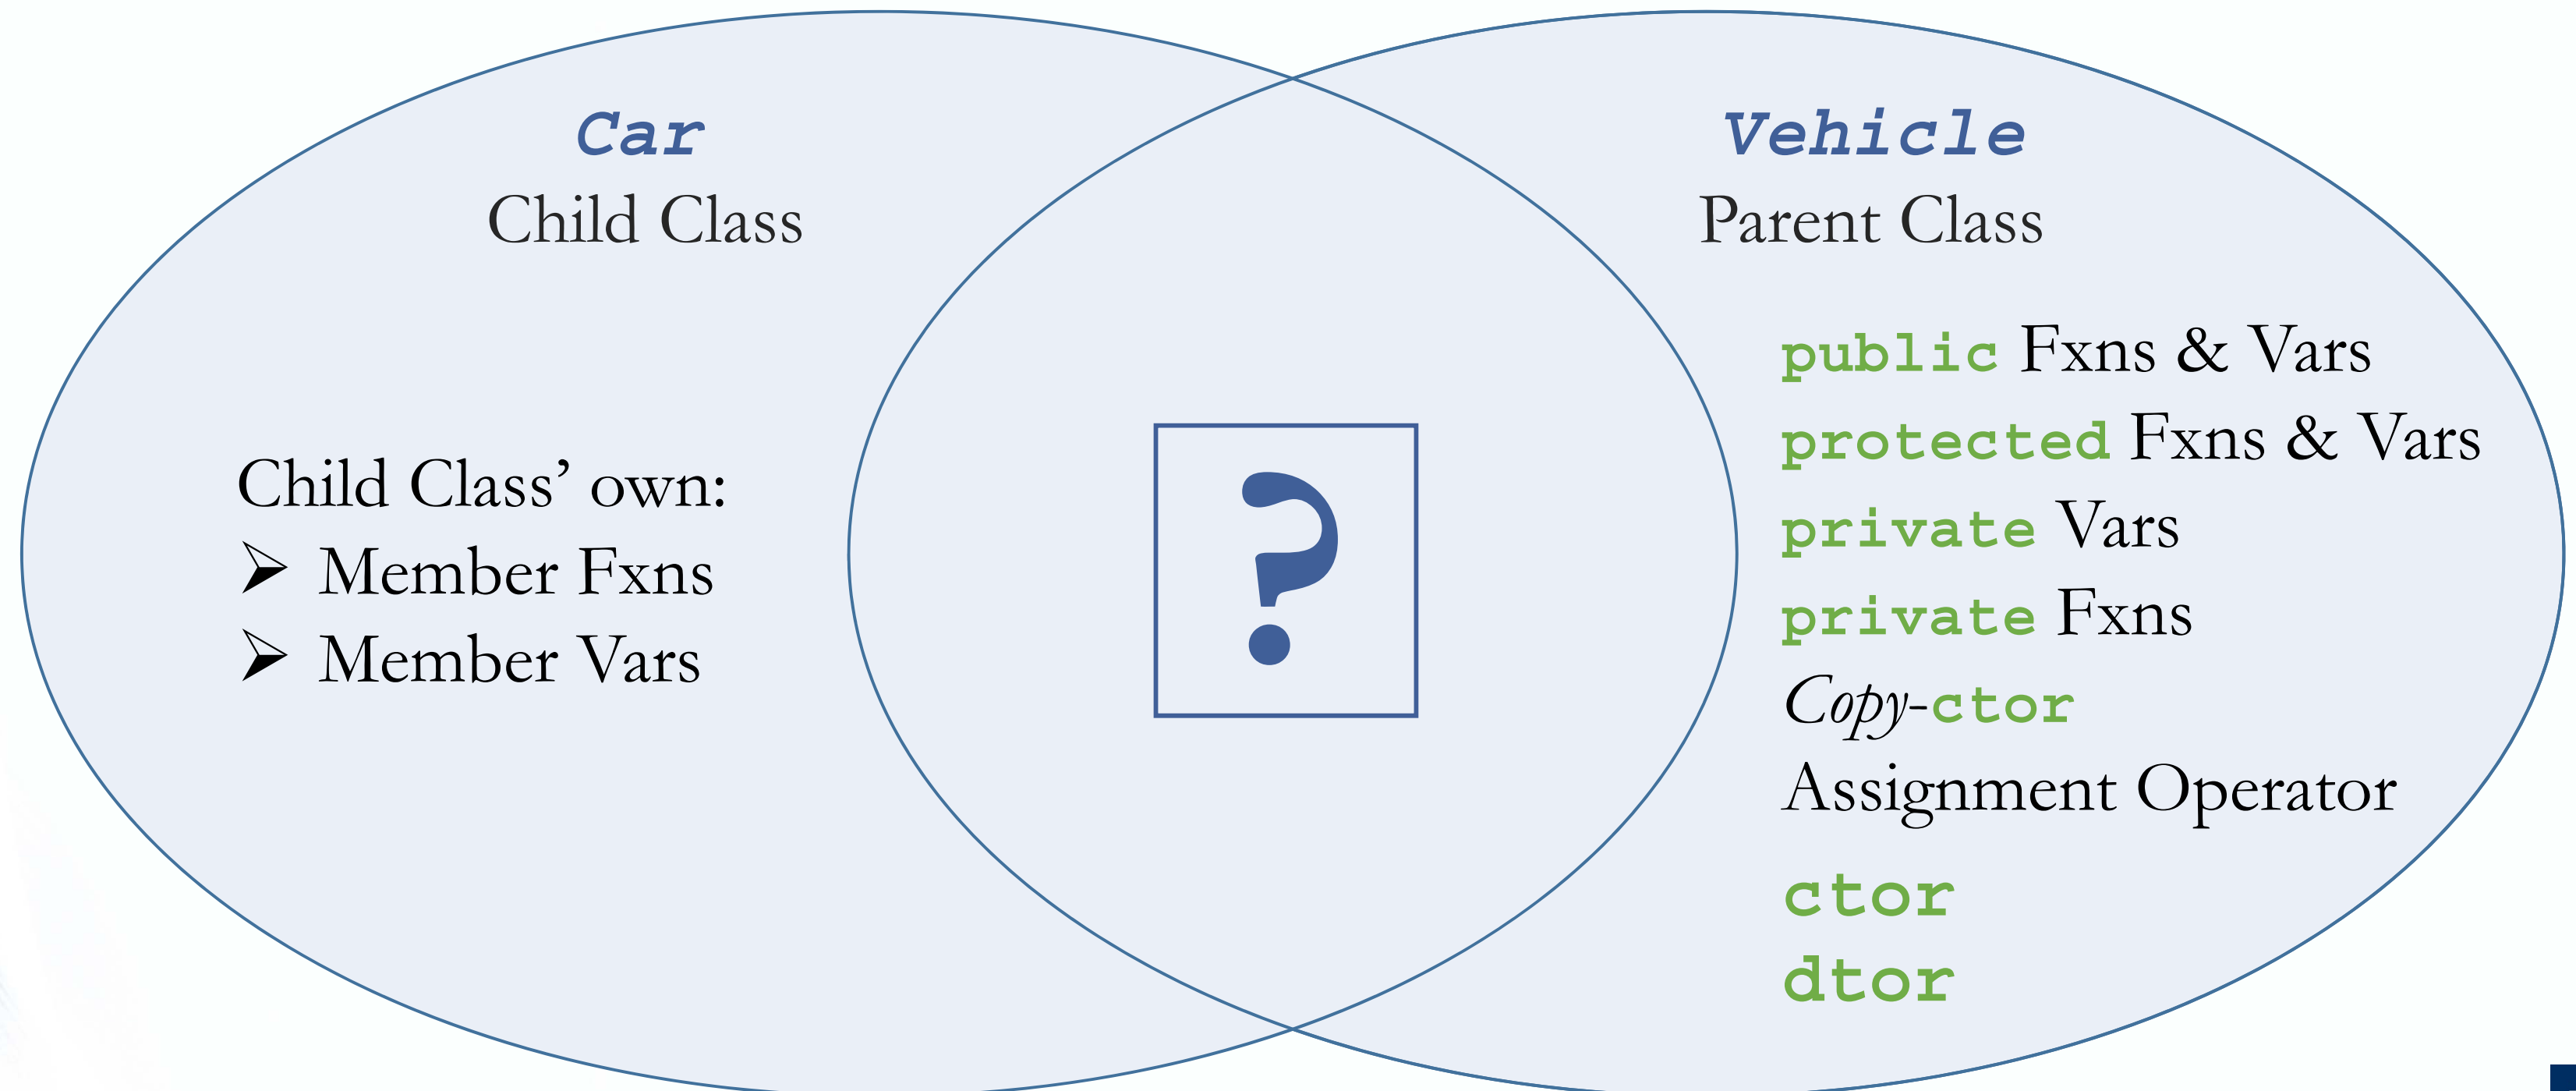 Car
Child Class
Child Class’ own:
➢ Member Fxns
➢ Member Vars
?
Vehicle
Parent Class
public Fxns & Vars
protected Fxns & Vars
private Vars
private Fxns
Copy-ctor
Assignment Operator
ctor
dtor